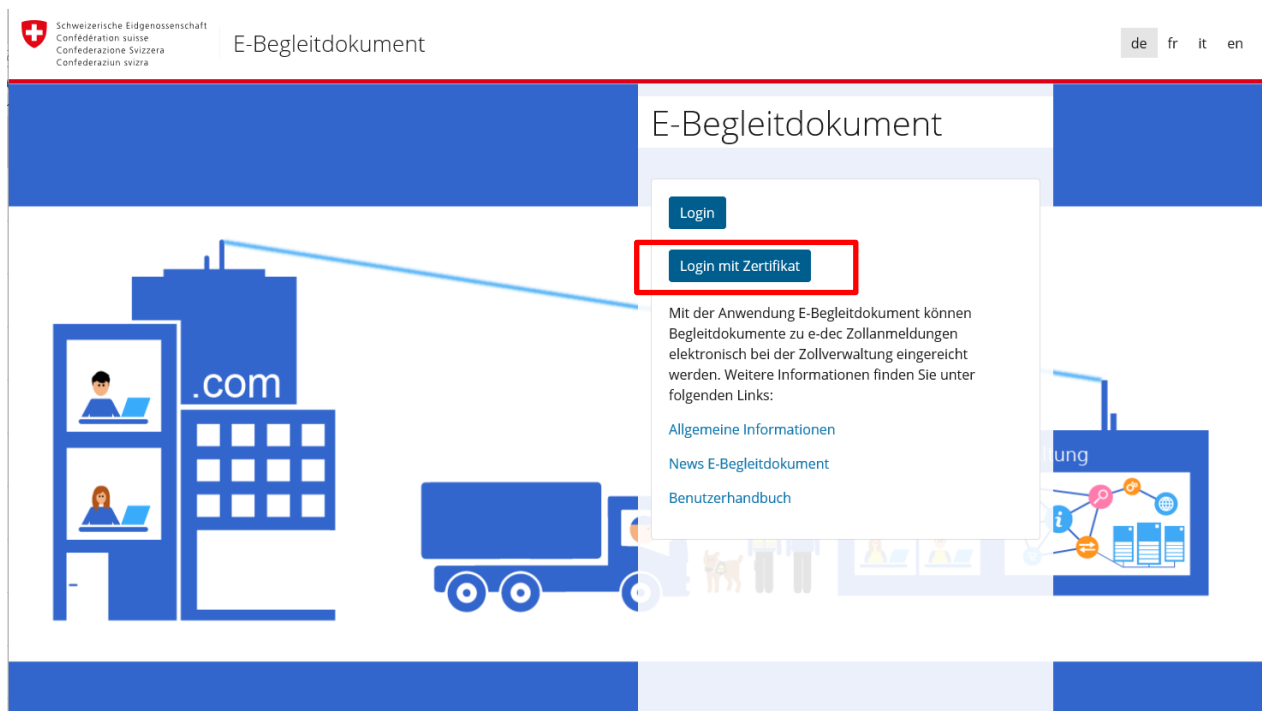 Schweizerische Eidgenossenschaft
Confédération suisse
Confederazione Svizzera
Confederaziun svizra
E-Begleitdokument
de fr it en
E-Begleitdokument
Login
Login mit Zertifikat
Mit der Anwendung E-Begleitdokument können
Begleitdokumente zu e-dec Zollanmeldungen
elektronisch bei der Zollverwaltung eingereicht
werden. Weitere Informationen finden Sie unter
folgenden Links:
Allgemeine Informationen
News E-Begleitdokument
Benutzerhandbuch
.com
tung